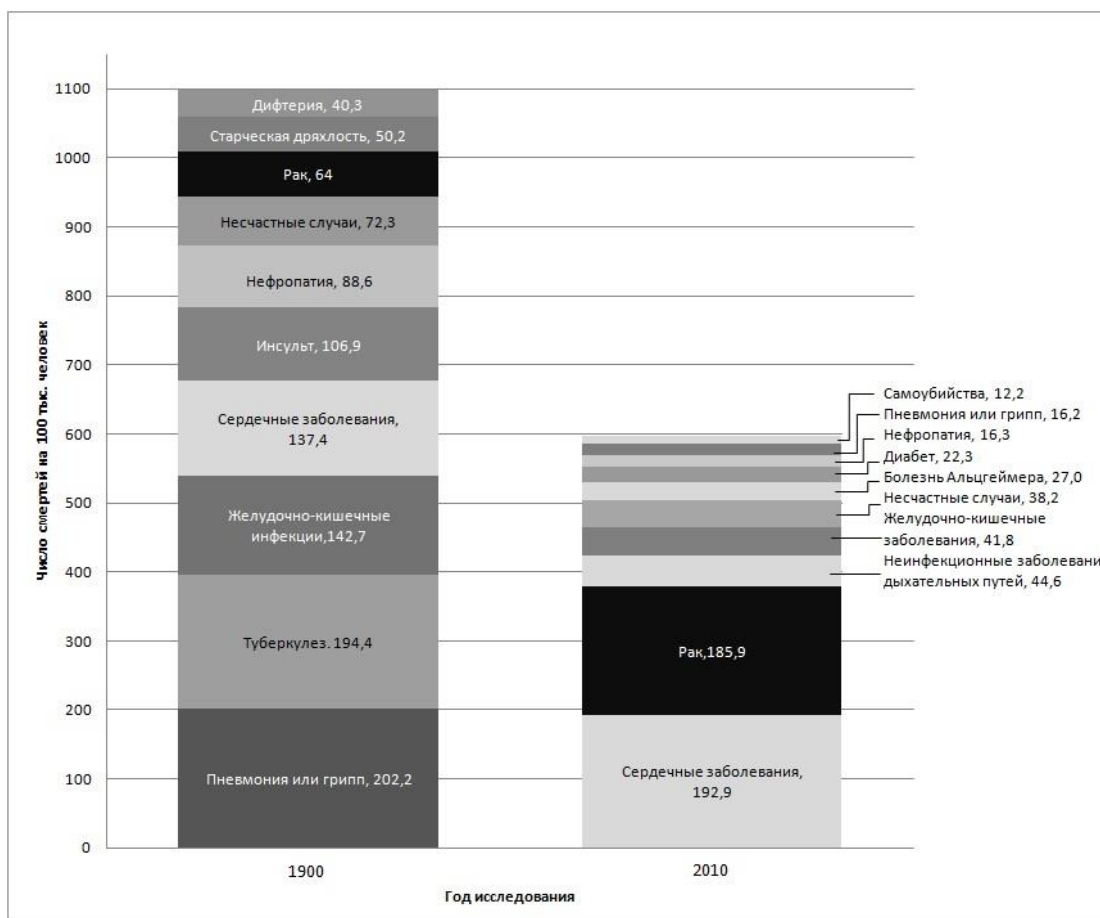 Число смертей на 100 тыс. человек
1100
1000
900
800
700
600
500
400
300
200
100
0
Дифтерия, 40,3
Старческая дряхлость, 50,2
Рак, 64
Несчастные случаи, 72,3
Нефропатия, 88,6
Инсульт, 106,9
Сердечные заболевания,
137,4
Желудочно-кишечные
инфекции,142,7
Туберкулез. 194,4
Пневмония или грипп, 202,2
Самоубийства, 12,2
Пневмония или грипп, 16,2
Нефропатия, 16,3
Диабет, 22,3
Болезнь Альцгеймера, 27,0
Несчастные случаи, 38,2
Желудочно-кишечные
заболевания, 41,8
Неинфекционные заболевани
дыхательных путей, 44,6
Рак,185,9
Сердечные заболевания,
192,9
1900
2010
Год исследования